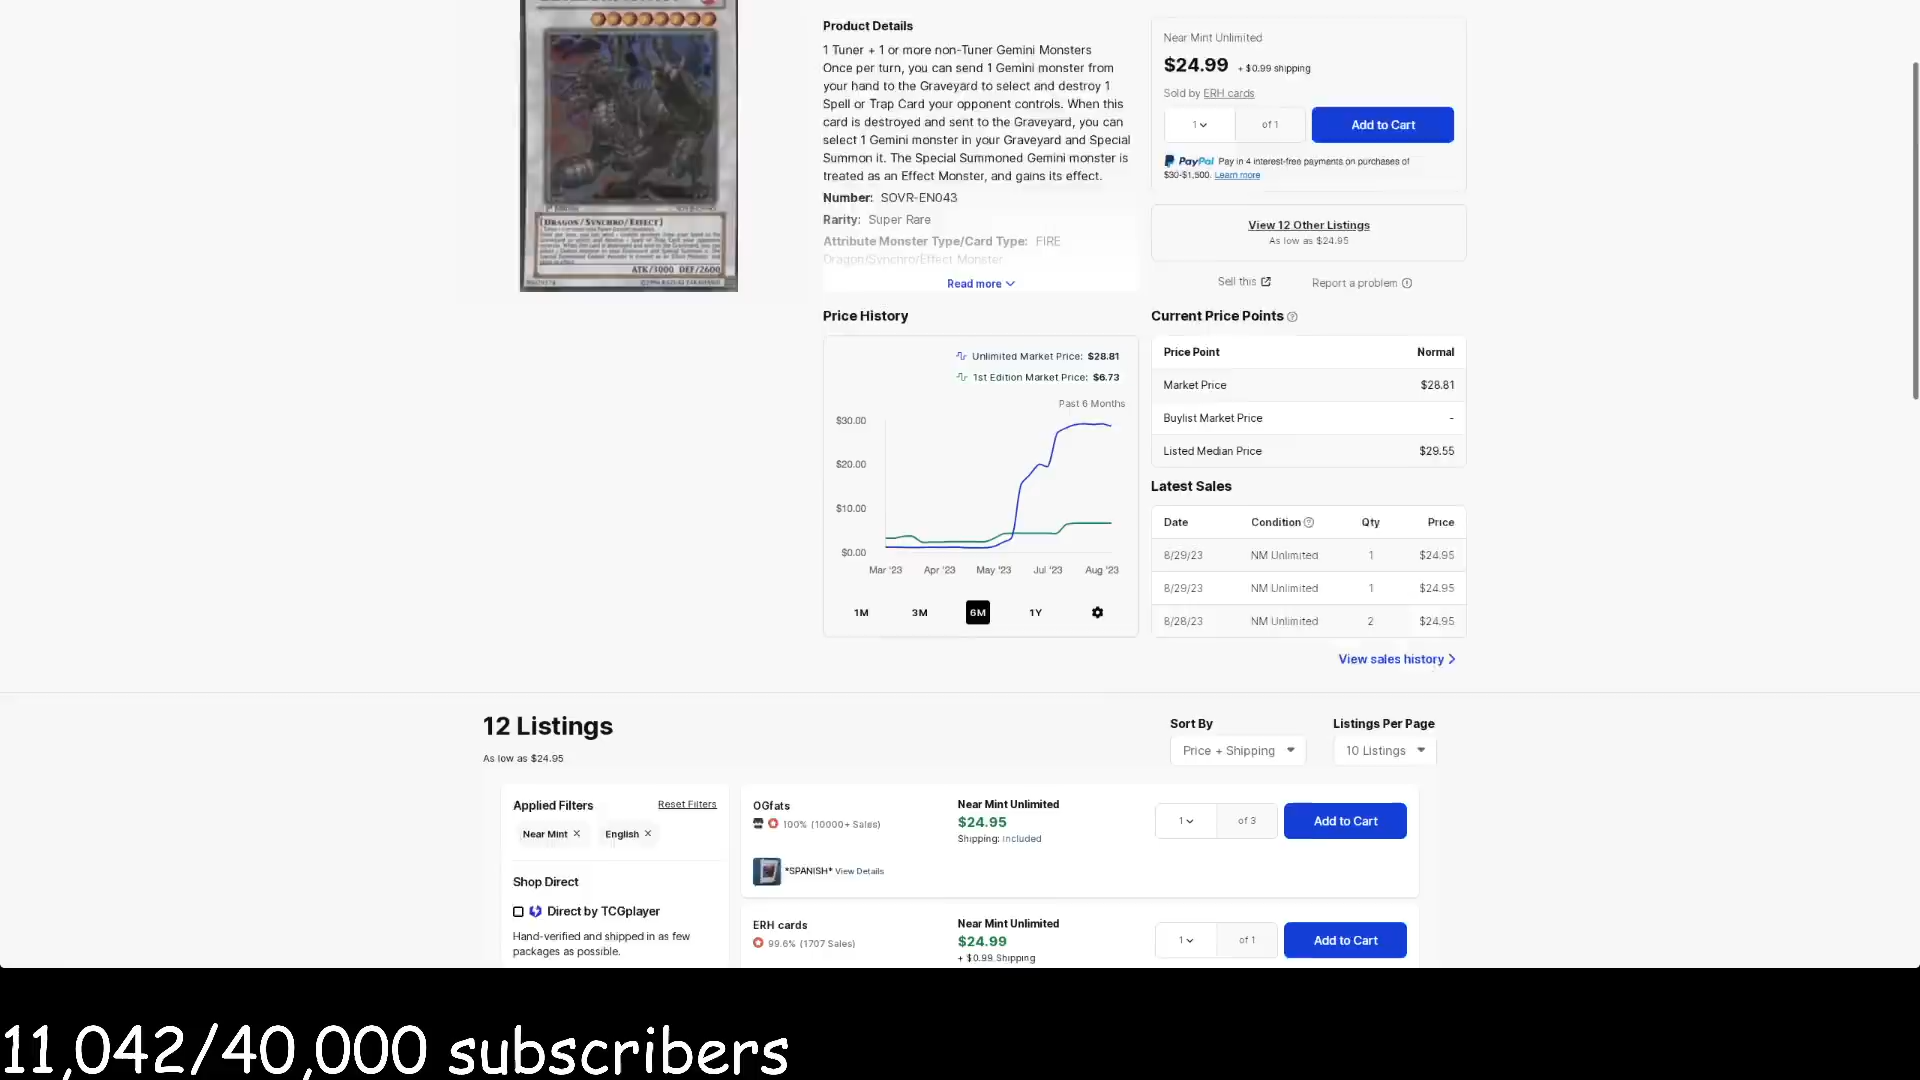 Product Details
1 Tuner + 1 or more non-Tuner Gemini Monsters
Once per turn, you can send 1 Gemini monster from
your hand to the Graveyard to select and destroy 1
Spell or Trap Card your opponent controls. When this
card is destroyed and sent to the Graveyard, you can
select 1 Gemini monster in your Graveyard and Special
Summon it. The Special Summoned Gemini monster is
treated as an Effect Monster, and gains its effect.
Number: SOVR-EN043
Rarity: Super Rare
Attribute Monster Type/Card Type: FIRE
Dragon/Synchro/Effect Monster
Read more
[DRAGON/SYNCHRO/EFFECT]
ATK/3000 DEF/2600
Near Mint Unlimited
$24.99 + $0.99 shipping
Sold by ERH cards
1 of 1 Add to Cart
PayPal Pay in 4 interest-free payments on purchases of
$30-$1,500. Learn more
View 12 Other Listings
As low as $24.95
Sell this Report a problem
Price History
Unlimited Market Price: $28.81
1st Edition Market Price: $6.73
Past 6 Months
$30.00
$20.00
$10.00
$0.00
Mar '23 Apr '23 May '23 Jul '23 Aug '23
1M 3M 6M 1Y
Current Price Points
Price Point Normal
Market Price $28.81
Buylist Market Price -
Listed Median Price $29.55
Latest Sales
Date Condition Qty Price
8/29/23 NM Unlimited 1 $24.95
8/29/23 NM Unlimited 1 $24.95
8/28/23 NM Unlimited 2 $24.95
View sales history
12 Listings
As low as $24.95
Sort By
Price + Shipping
Listings Per Page
10 Listings
Applied Filters Reset Filters
Near Mint × English ×
Shop Direct
Direct by TCGplayer
Hand-verified and shipped in as few
packages as possible.
OGfats
100% (10000+ Sales)
*SPANISH* View Details
Near Mint Unlimited
$24.95
Shipping: Included
1 of 3 Add to Cart
ERH cards
99.6% (1707 Sales)
Near Mint Unlimited
$24.99
+ $0.99 Shipping
1 of 1 Add to Cart
11,042/40,000 subscribers